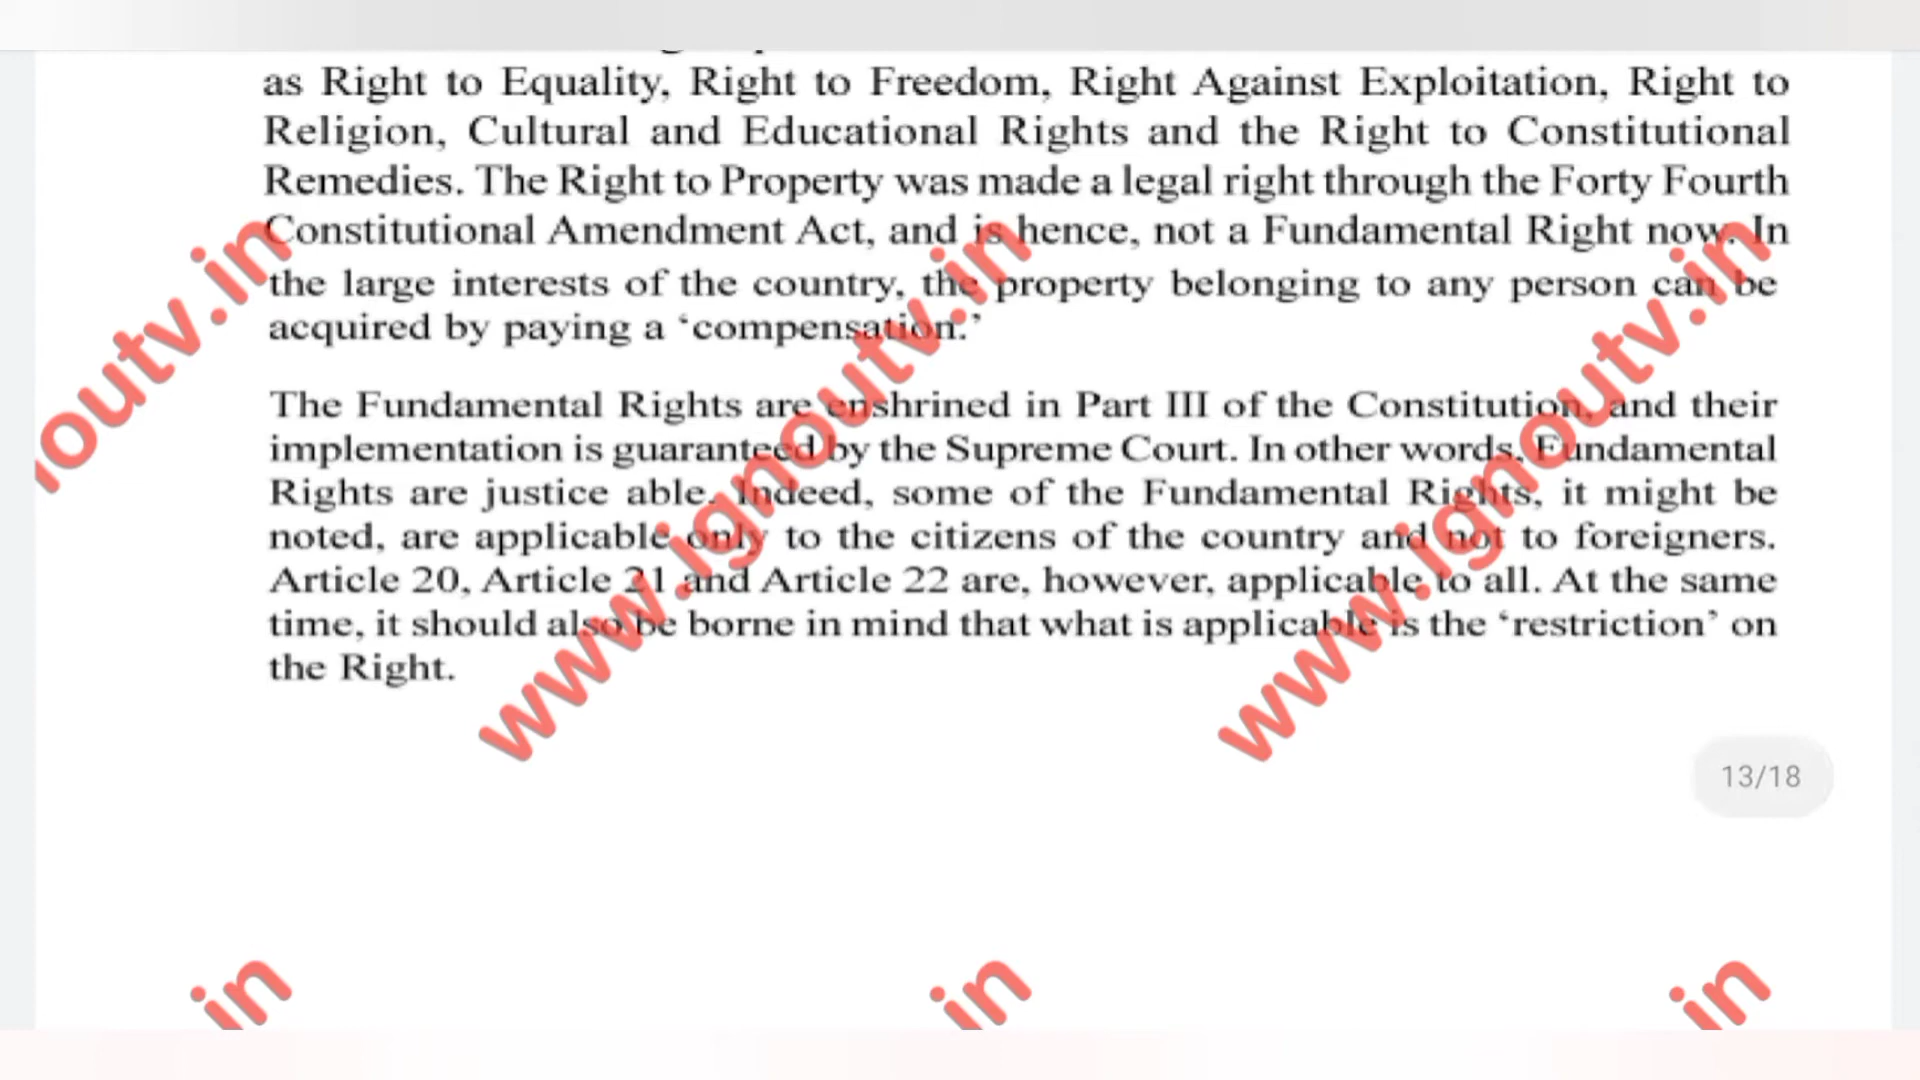 as Right to Equality, Right to Freedom, Right Against Exploitation, Right to
Religion, Cultural and Educational Rights and the Right to Constitutional
Remedies. The Right to Property was made a legal right through the Forty Fourth
Constitutional Amendment Act, and is hence, not a Fundamental Right now. In
the large interests of the country, the property belonging to any person can be
acquired by paying a ‘compensation.’
The Fundamental Rights are enshrined in Part III of the Constitution, and their
implementation is guaranteed by the Supreme Court. In other words, Fundamental
Rights are justice able. Indeed, some of the Fundamental Rights, it might be
noted, are applicable only to the citizens of the country and not to foreigners.
Article 20, Article 21 and Article 22 are, however, applicable to all. At the same
time, it should also be borne in mind that what is applicable is the ‘restriction’ on
the Right.
noutv.in
www.ignoutv.in
www.ignoutv.in
13/18
in
in
in